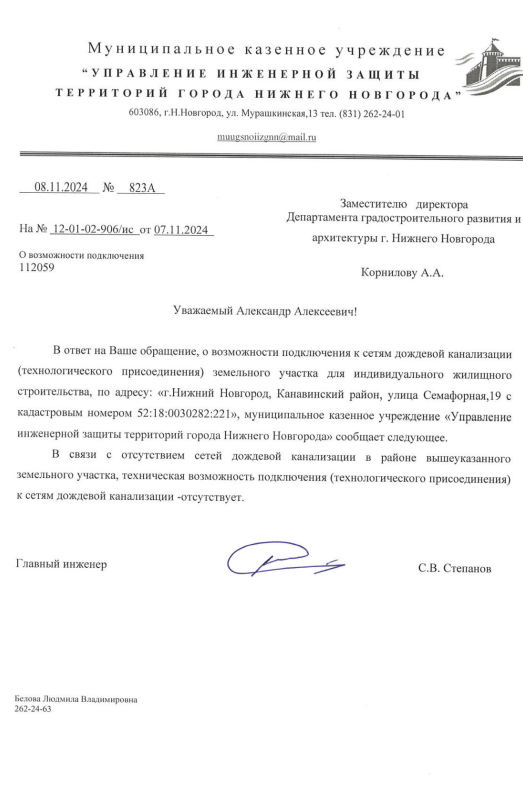 Муниципальное казенное учреждение
“УПРАВЛЕНИЕ ИНЖЕНЕРНОЙ ЗАЩИТЫ
ТЕРРИТОРИЙ ГОРОДА НИЖНЕГО НОВГОРОДА”
603086, г.Н.Новгород, ул. Мурашкинская,13 тел. (831) 262-24-01
muugsnoiizgnn@mail.ru
08.11.2024 № 823А
Заместителю директора
Департамента градостроительного развития и
архитектуры г. Нижнего Новгорода
Корнилову А.А.
На № 12-01-02-906/ис от 07.11.2024
О возможности подключения
112059
Уважаемый Александр Алексеевич!
В ответ на Ваше обращение, о возможности подключения к сетям дождевой канализации
(технологического присоединения) земельного участка для индивидуального жилищного
строительства, по адресу: «г.Нижний Новгород, Канавинский район, улица Семафорная,19 с
кадастровым номером 52:18:0030282:221», муниципальное казенное учреждение «Управление
инженерной защиты территорий города Нижнего Новгорода» сообщает следующее.
В связи с отсутствием сетей дождевой канализации в районе вышеуказанного
земельного участка, техническая возможность подключения (технологического присоединения)
к сетям дождевой канализации -отсутствует.
Главный инженер
С.В. Степанов
Белова Людмила Владимировна
262-24-63